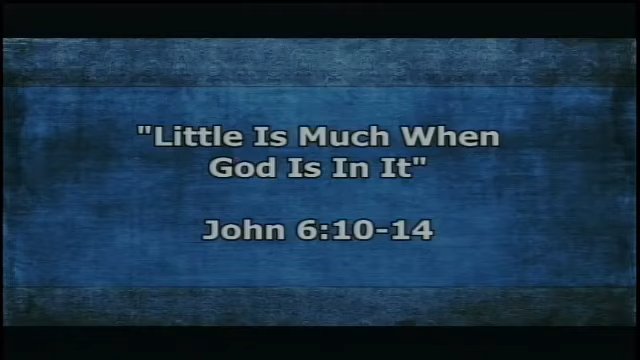 "Little Is Much When
God Is In It"
John 6:10-14